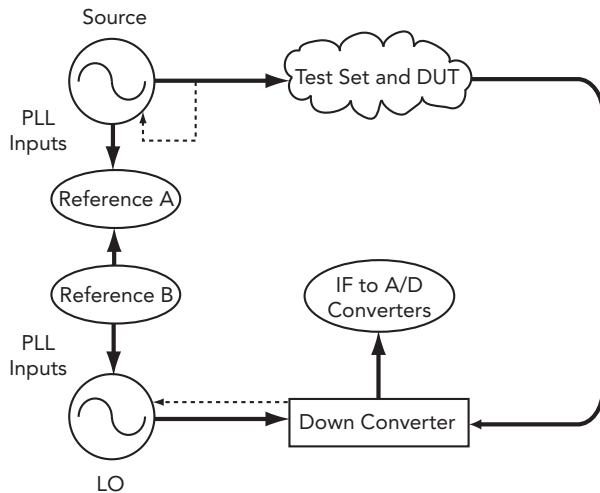 Source
Test Set and DUT
PLL
Inputs
Reference A
Reference B
IF to A/D
Converters
PLL
Inputs
Down Converter
LO